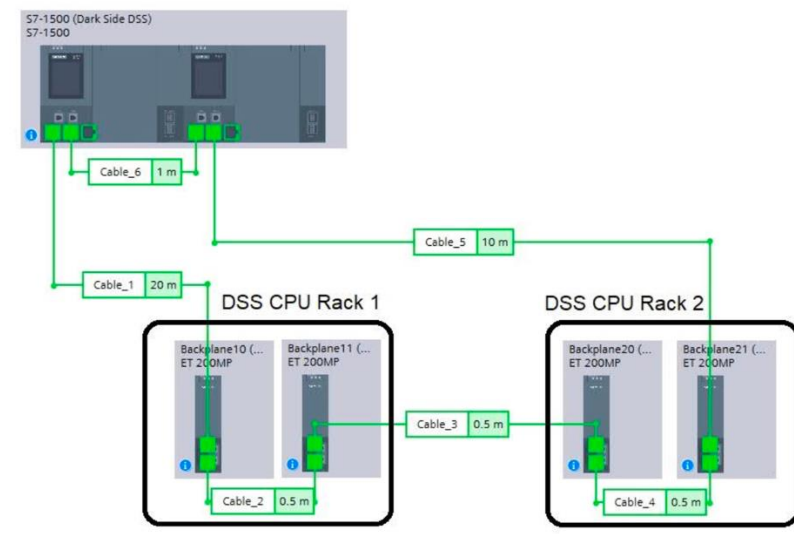 S7-1500 (Dark Side DSS)
S7-1500
Cable_6 1 m
Cable_5 10 m
Cable_1 20 m
DSS CPU Rack 1
DSS CPU Rack 2
Backplane10 (...
ET 200MP
Backplane11 (...
ET 200MP
Backplane20 (...
ET 200MP
Backplane21 (...
ET 200MP
Cable_3 0.5 m
Cable_2 0.5 m
Cable_4 0.5 m